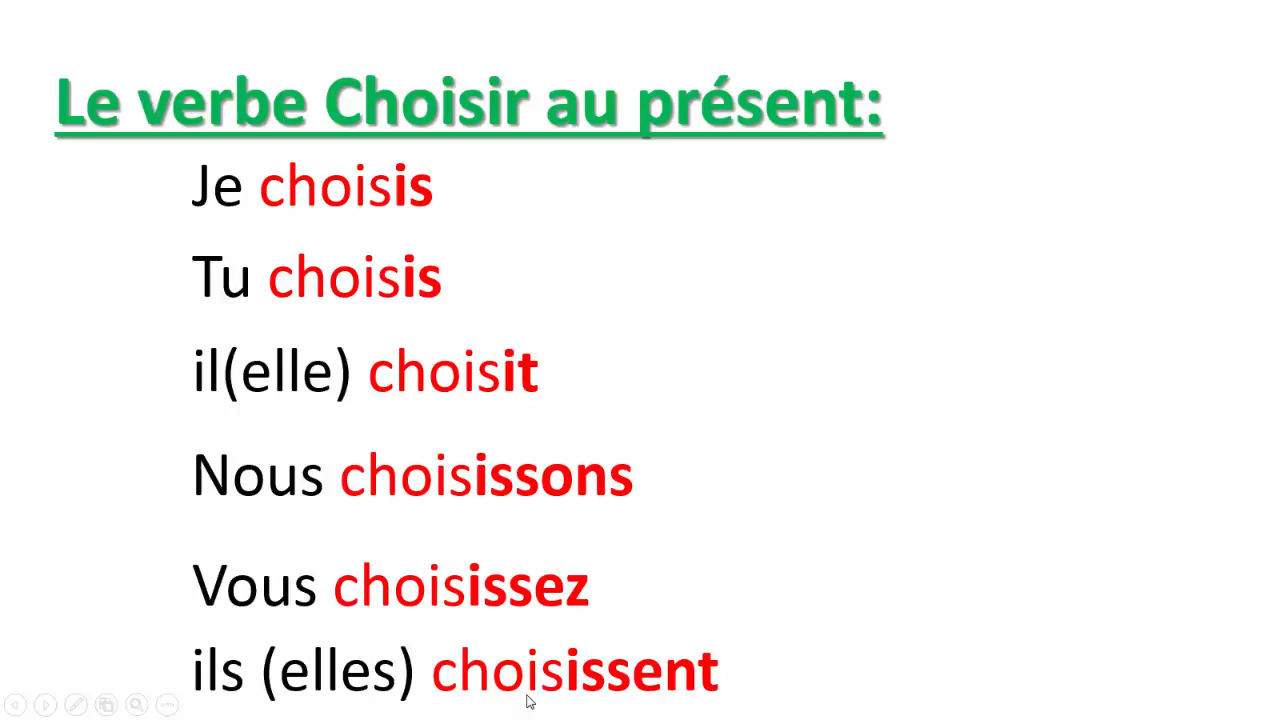 Le verbe Choisir au présent:
Je choisis
Tu choisis
il(elle) choisit
Nous choisissons
Vous choisissez
ils (elles) choisissent